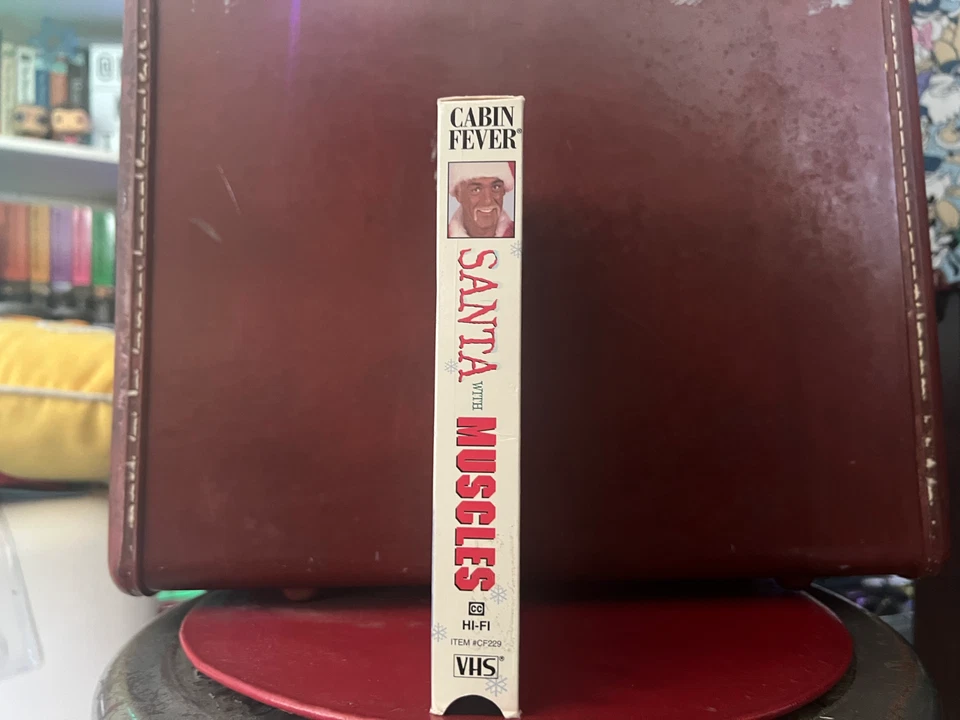 CABIN
FEVER®
SANTA WITH MUSCLES
CC
HI-FI
ITEM #CF229
VHS®